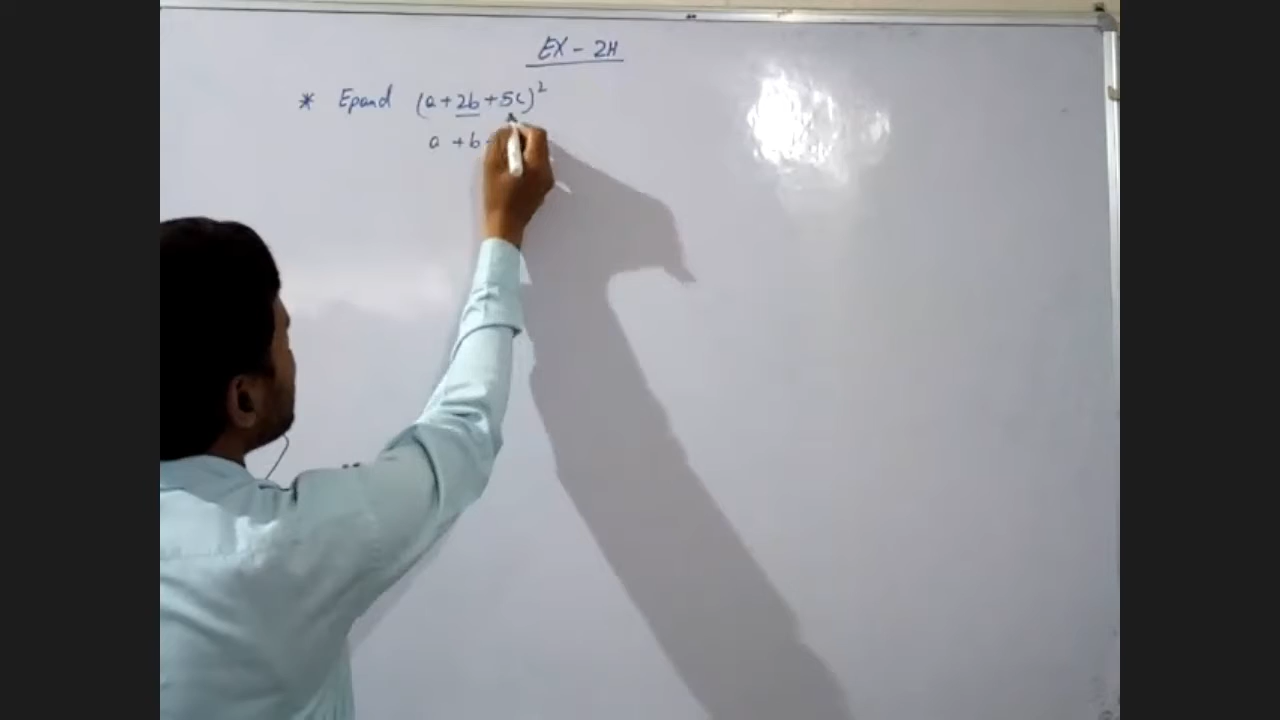 EX - 2H
* Epand (a + 2b + 5c)²
a + b